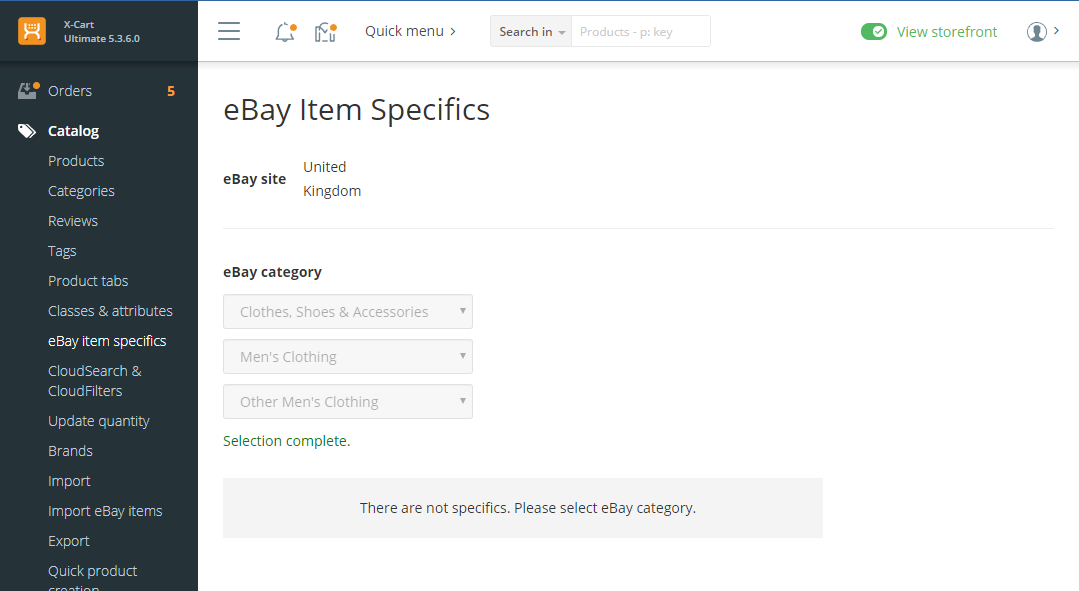 X-Cart
Ultimate 5.3.6.0
Quick menu
Search in
Products - p: key
View storefront
Orders 5
Catalog
Products
Categories
Reviews
Tags
Product tabs
Classes & attributes
eBay item specifics
CloudSearch &
CloudFilters
Update quantity
Brands
Import
Import eBay items
Export
Quick product
creation
eBay Item Specifics
eBay site
United
Kingdom
eBay category
Clothes, Shoes & Accessories
Men's Clothing
Other Men's Clothing
Selection complete.
There are not specifics. Please select eBay category.